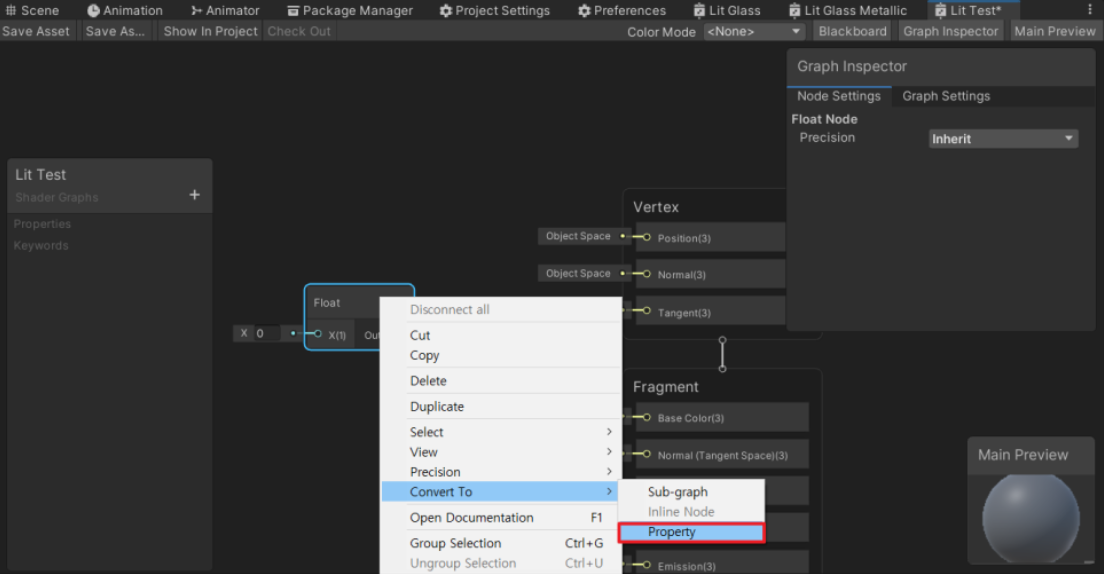 Scene Animation Animator Package Manager Project Settings Preferences Lit Glass Lit Glass Metallic Lit Test*
Save Asset Save As... Show In Project Check Out Color Mode <None> Blackboard Graph Inspector Main Preview
Graph Inspector
Node Settings Graph Settings
Float Node
Precision Inherit
Lit Test
Shader Graphs +
Properties
Keywords
Vertex
Object Space Position(3)
Object Space Normal(3)
Tangent(3)
Float
X 0 X(1) Out
Disconnect all
Cut
Copy
Delete
Duplicate
Select >
View >
Precision >
Convert To >
Open Documentation F1
Group Selection Ctrl+G
Ungroup Selection Ctrl+U
Sub-graph
Inline Node
Property
Fragment
Base Color(3)
Normal (Tangent Space)(3)
Emission(3)
Main Preview